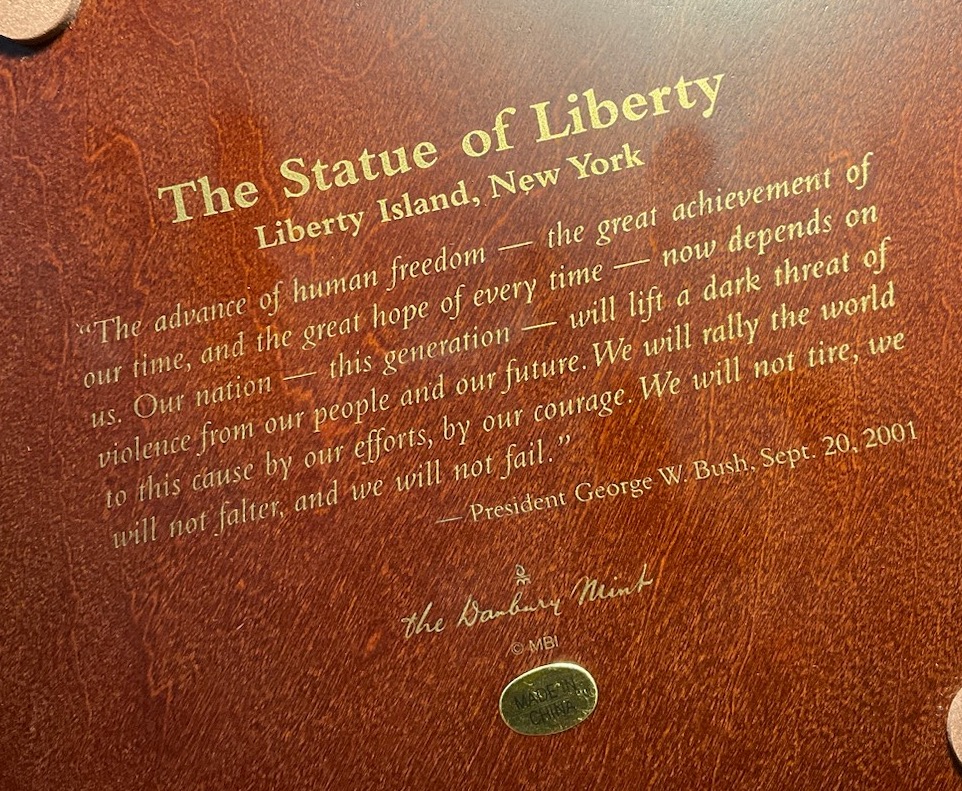 The Statue of Liberty
Liberty Island, New York
“The advance of human freedom — the great achievement of
our time, and the great hope of every time — now depends on
us. Our nation — this generation — will lift a dark threat of
violence from our people and our future. We will rally the world
to this cause by our efforts, by our courage. We will not tire, we
will not falter, and we will not fail.”
— President George W. Bush, Sept. 20, 2001
the Danbury Mint
© MBI
MADE IN
CHINA